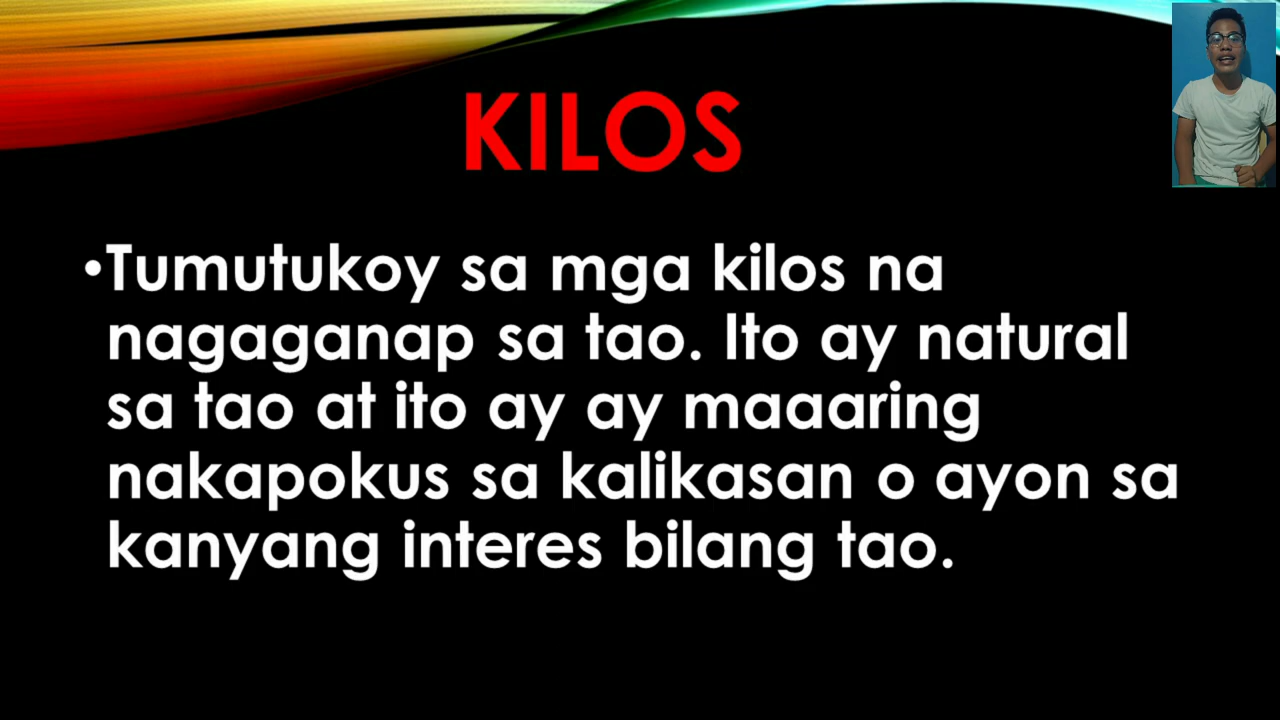 KILOS
•Tumutukoy sa mga kilos na
nagaganap sa tao. Ito ay natural
sa tao at ito ay ay maaaring
nakapokus sa kalikasan o ayon sa
kanyang interes bilang tao.